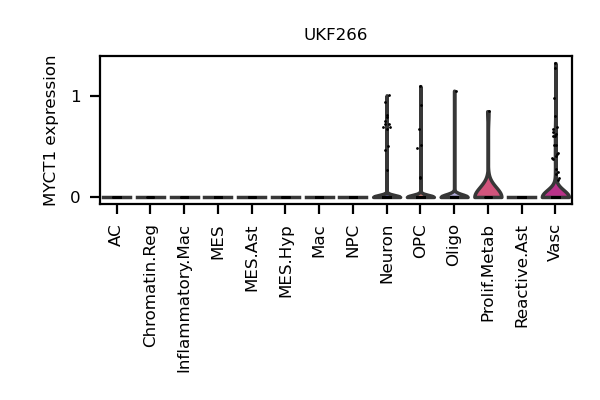 UKF266
MYCT1 expression
1
0
AC
Chromatin.Reg
Inflammatory.Mac
MES
MES.Ast
MES.Hyp
Mac
NPC
Neuron
OPC
Oligo
Prolif.Metab
Reactive.Ast
Vasc